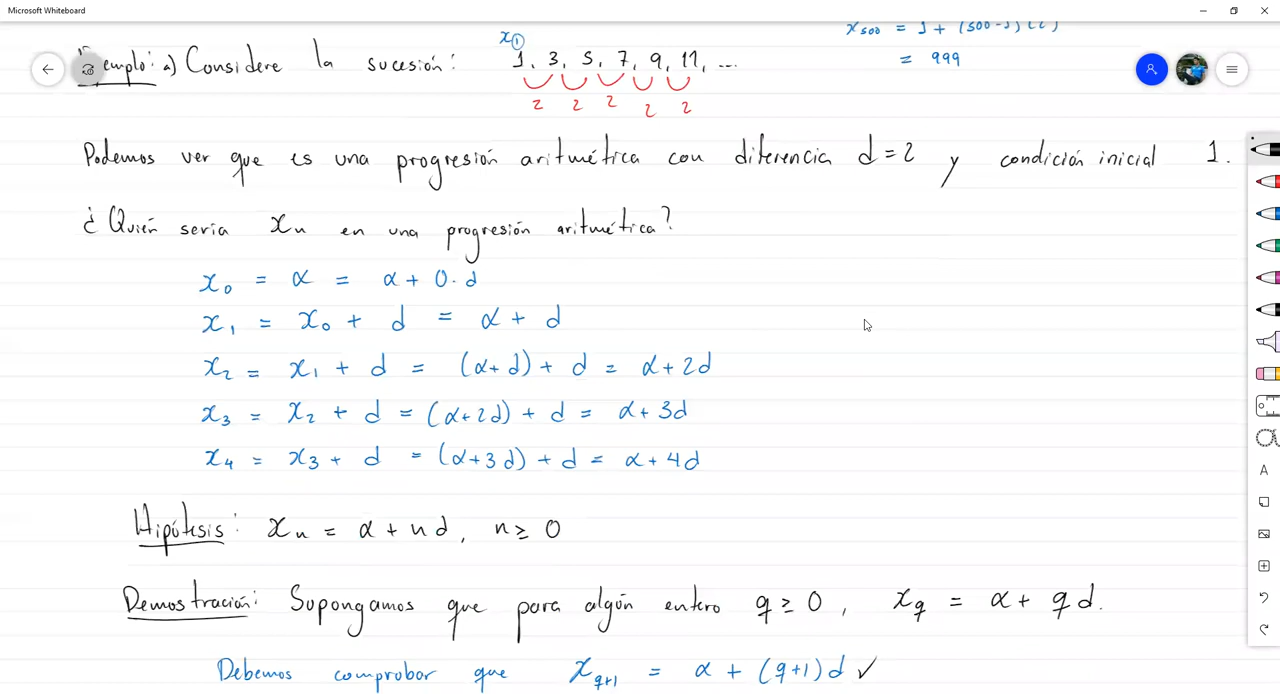 Microsoft Whiteboard
x₅₀₀ = 1 + (500-1)(2)
= 999
x①
Ejemplo: a) Considere la sucesión: 1, 3, 5, 7, 9, 11, ...
2 2 2 2 2
Podemos ver que es una progresión aritmética con diferencia d = 2 y condición inicial 1.
¿Quién sería xₙ en una progresión aritmética?
x₀ = α = α + 0·d
x₁ = x₀ + d = α + d
x₂ = x₁ + d = (α+d) + d = α + 2d
x₃ = x₂ + d = (α+2d) + d = α + 3d
x₄ = x₃ + d = (α+3d) + d = α + 4d
Hipótesis: xₙ = α + nd, n ≥ 0
Demostración: Supongamos que para algún entero q ≥ 0, x_q = α + qd.
Debemos comprobar que x_{q+1} = α + (q+1)d ✓
A